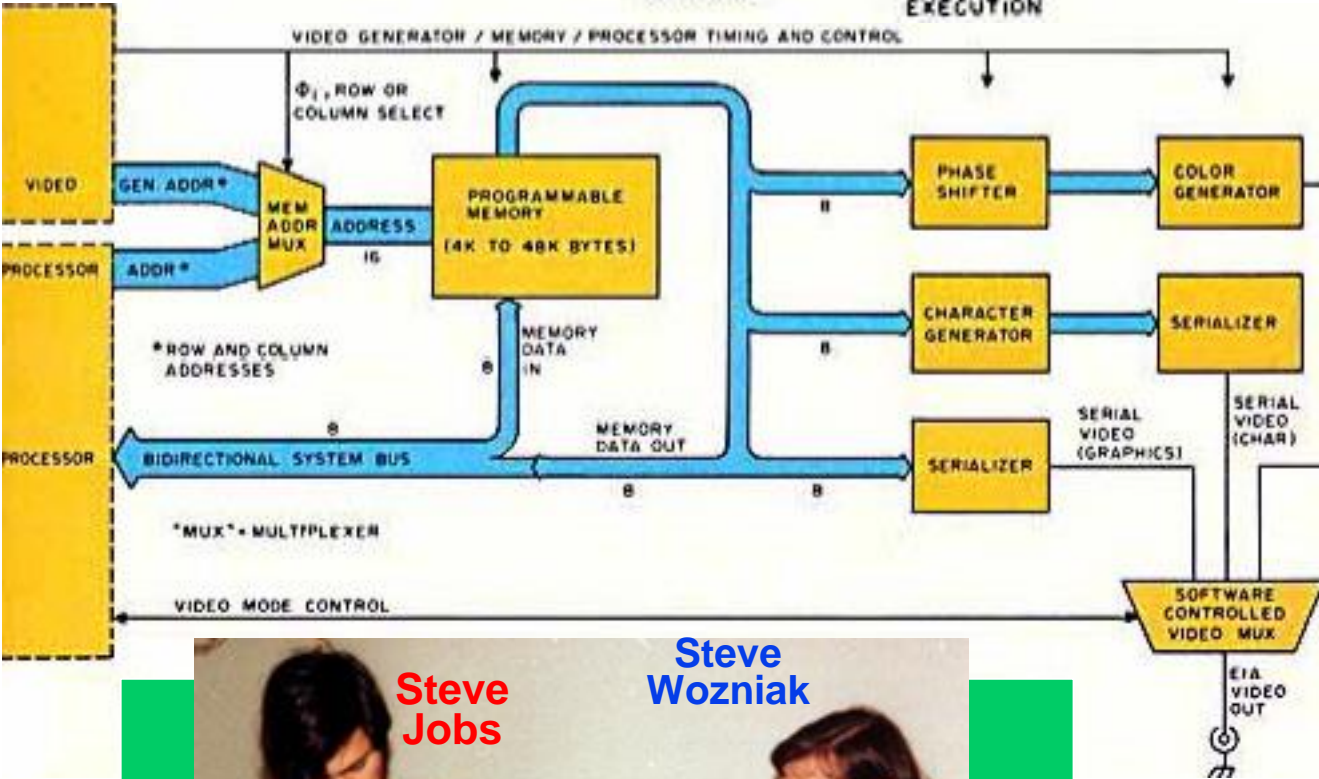 EXECUTION
VIDEO GENERATOR / MEMORY / PROCESSOR TIMING AND CONTROL
Φ₁, ROW OR
COLUMN SELECT
VIDEO
GEN. ADDR*
MEM
ADDR
MUX
ADDRESS
16
PROGRAMMABLE
MEMORY
(4K TO 48K BYTES)
8
PHASE
SHIFTER
COLOR
GENERATOR
PROCESSOR
ADDR*
*ROW AND COLUMN
ADDRESSES
8
MEMORY
DATA
IN
8
CHARACTER
GENERATOR
SERIALIZER
PROCESSOR
8
BIDIRECTIONAL SYSTEM BUS
MEMORY
DATA OUT
8
8
SERIALIZER
SERIAL
VIDEO
(GRAPHICS)
SERIAL
VIDEO
(CHAR)
"MUX" = MULTIPLEXER
VIDEO MODE CONTROL
SOFTWARE
CONTROLLED
VIDEO MUX
EIA
VIDEO
OUT
Steve
Jobs
Steve
Wozniak